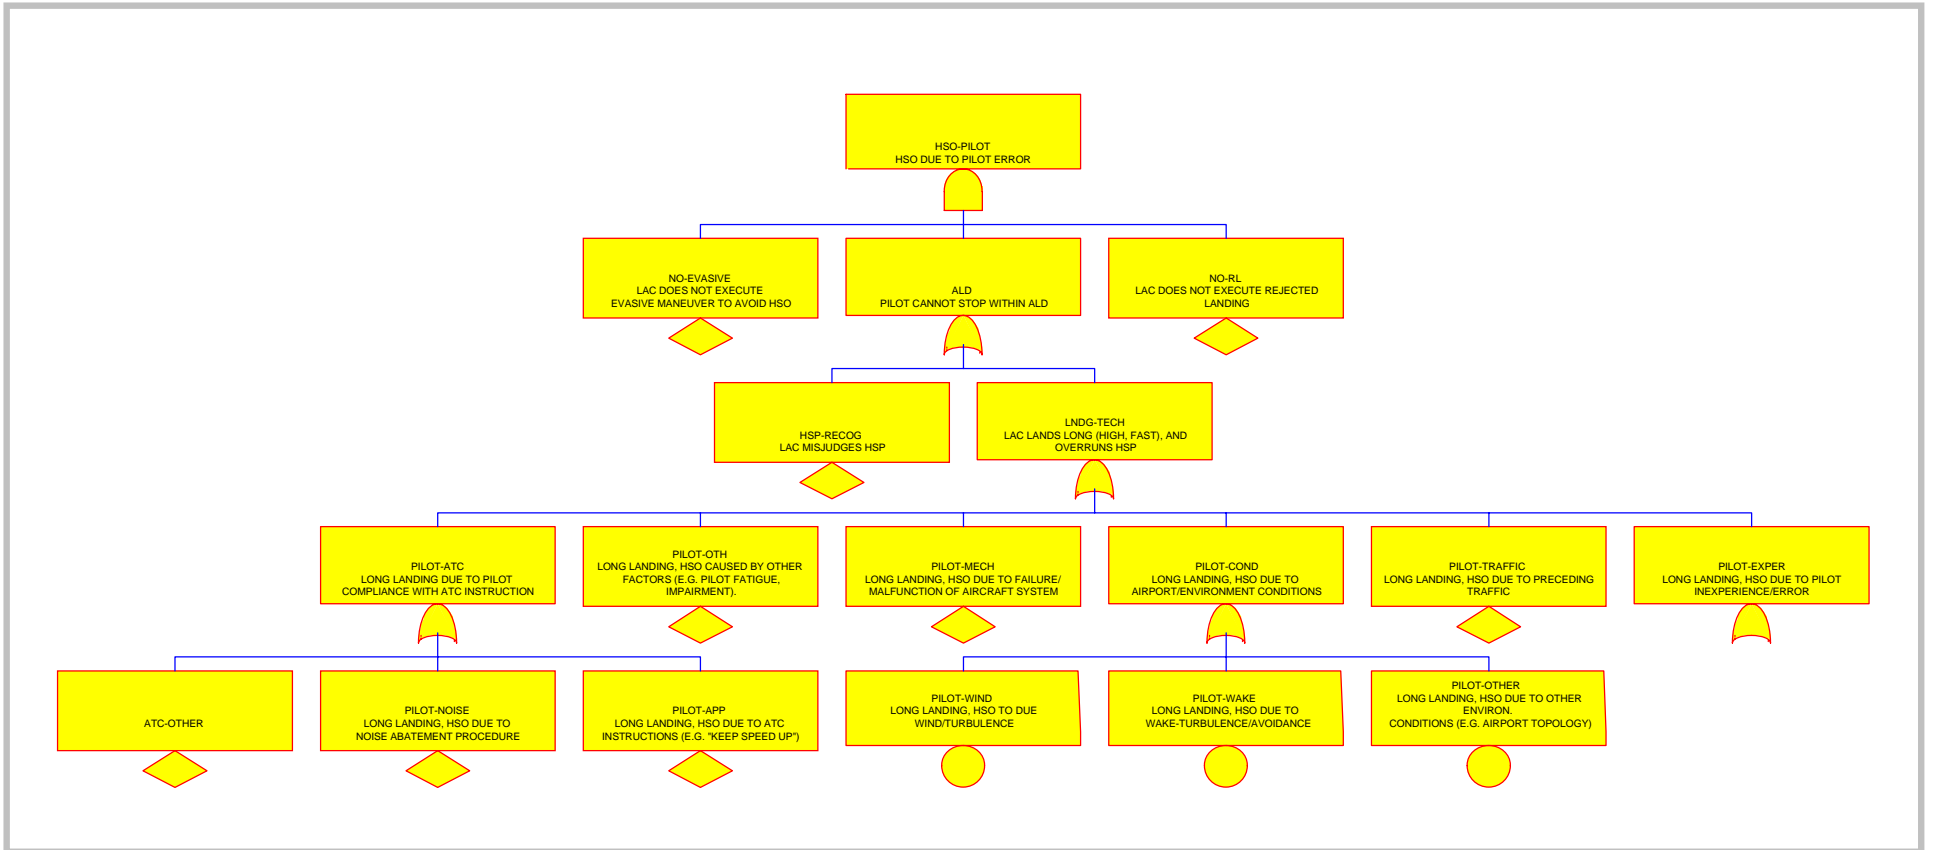 HSO-PILOT
HSO DUE TO PILOT ERROR
NO-EVASIVE
LAC DOES NOT EXECUTE
EVASIVE MANEUVER TO AVOID HSO
ALD
PILOT CANNOT STOP WITHIN ALD
NO-RL
LAC DOES NOT EXECUTE REJECTED
LANDING
HSP-RECOG
LAC MISJUDGES HSP
LNDG-TECH
LAC LANDS LONG (HIGH, FAST), AND
OVERRUNS HSP
PILOT-ATC
LONG LANDING DUE TO PILOT
COMPLIANCE WITH ATC INSTRUCTION
PILOT-OTH
LONG LANDING, HSO CAUSED BY OTHER
FACTORS (E.G. PILOT FATIGUE,
IMPAIRMENT).
PILOT-MECH
LONG LANDING, HSO DUE TO FAILURE/
MALFUNCTION OF AIRCRAFT SYSTEM
PILOT-COND
LONG LANDING, HSO DUE TO
AIRPORT/ENVIRONMENT CONDITIONS
PILOT-TRAFFIC
LONG LANDING, HSO DUE TO PRECEDING
TRAFFIC
PILOT-EXPER
LONG LANDING, HSO DUE TO PILOT
INEXPERIENCE/ERROR
ATC-OTHER
PILOT-NOISE
LONG LANDING, HSO DUE TO
NOISE ABATEMENT PROCEDURE
PILOT-APP
LONG LANDING, HSO DUE TO ATC
INSTRUCTIONS (E.G. "KEEP SPEED UP")
PILOT-WIND
LONG LANDING, HSO TO DUE
WIND/TURBULENCE
PILOT-WAKE
LONG LANDING, HSO DUE TO
WAKE-TURBULENCE/AVOIDANCE
PILOT-OTHER
LONG LANDING, HSO DUE TO OTHER
ENVIRON.
CONDITIONS (E.G. AIRPORT TOPOLOGY)